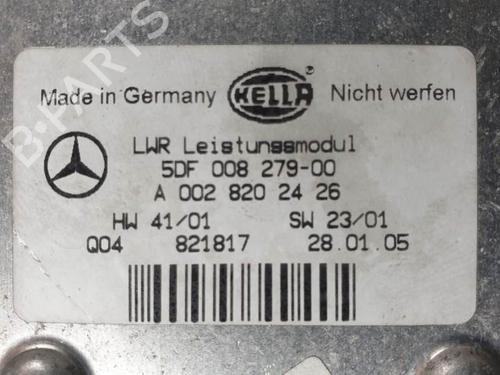 Made in Germany HELLA ® Nicht werfen
LWR Leistungsmodul
5DF 008 279-00
A 002 820 24 26
HW 41/01 SW 23/01
Q04 821817 28.01.05
B-PARTS